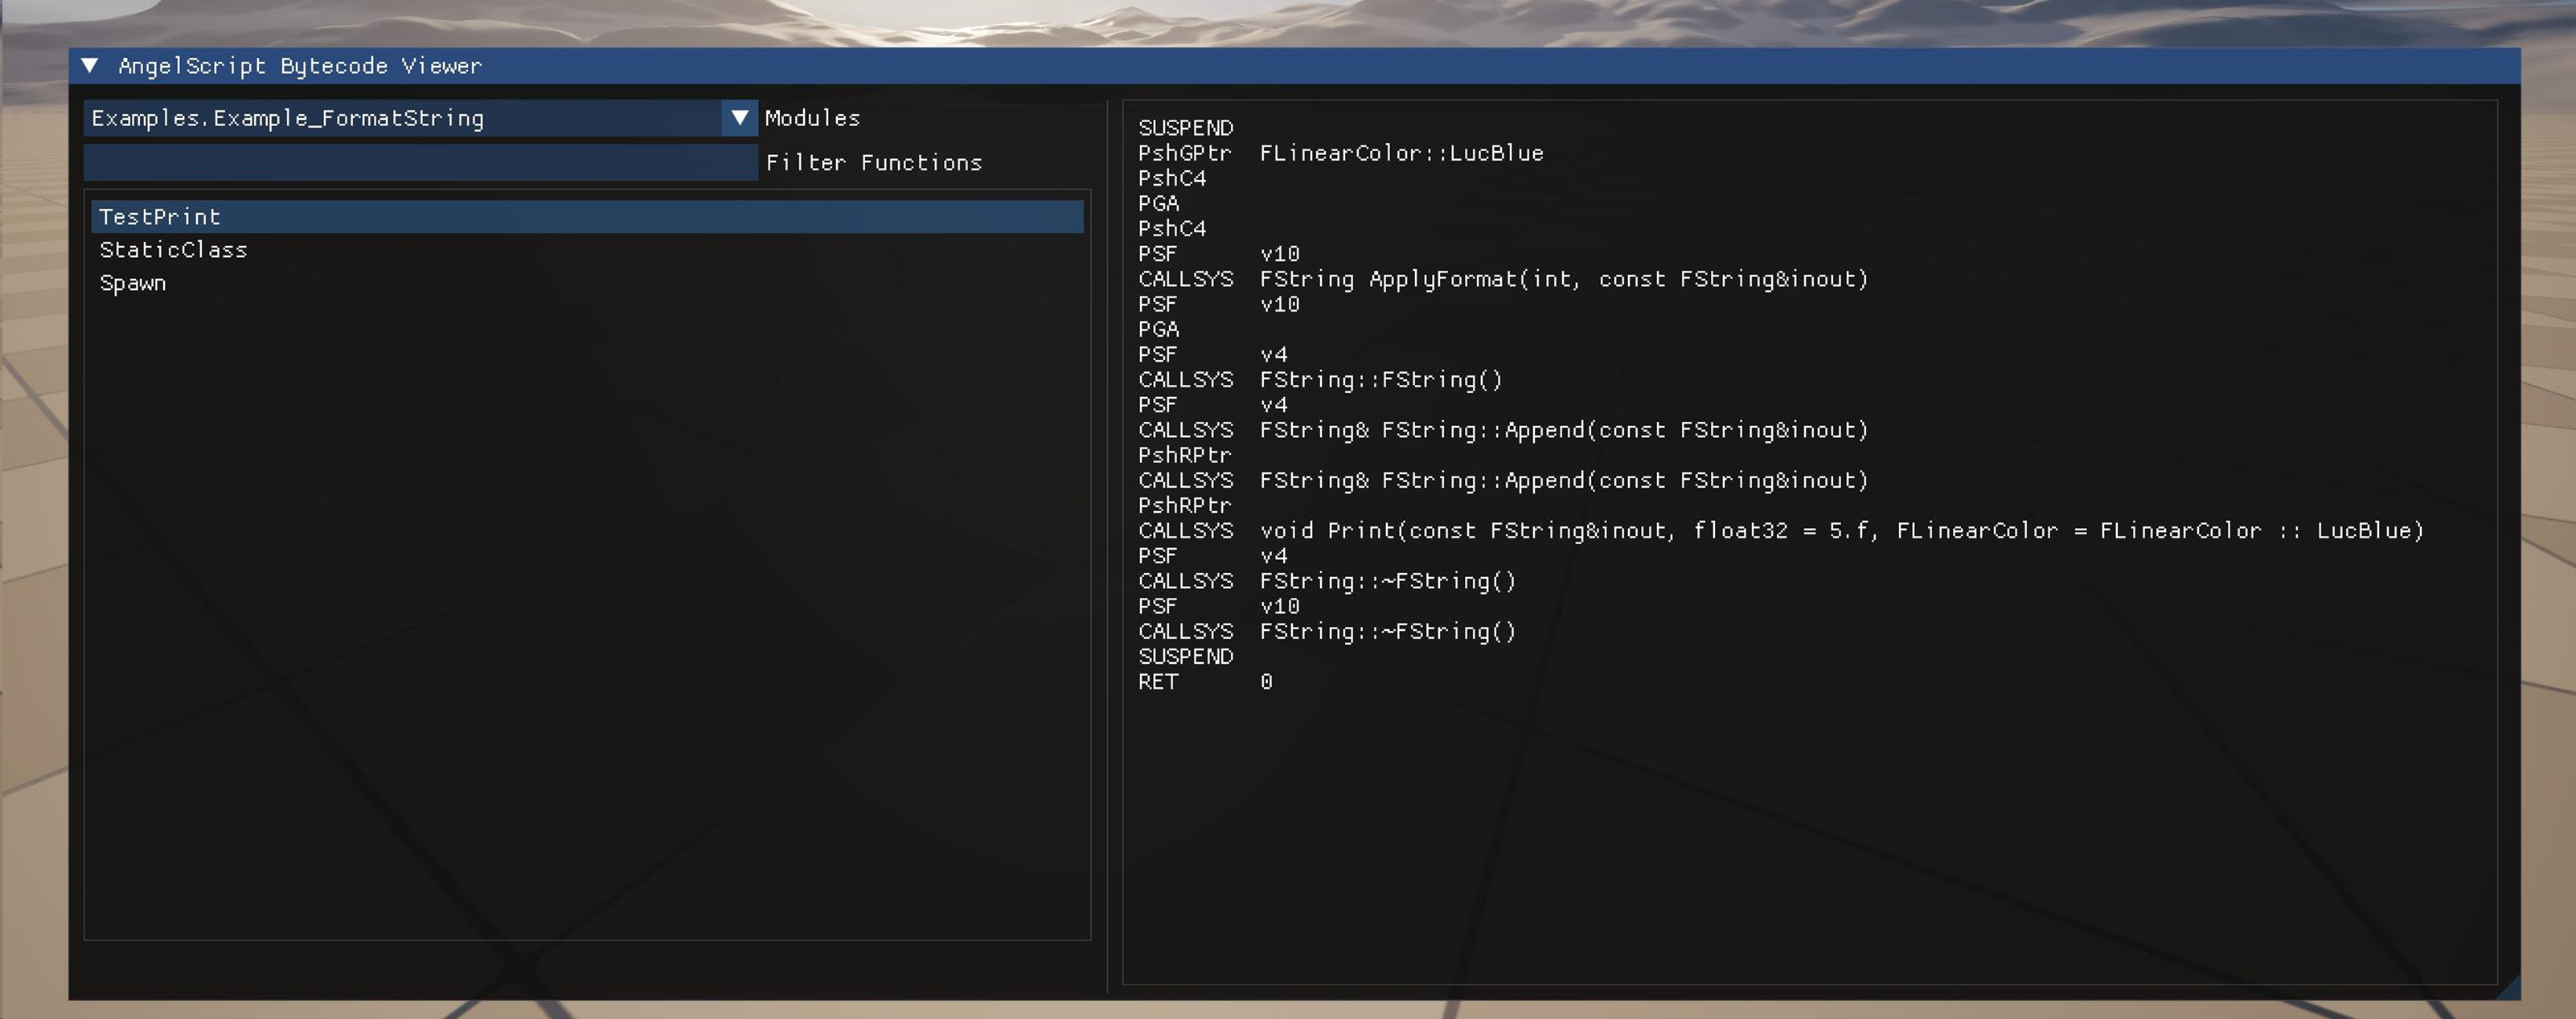 AngelScript Bytecode Viewer
Examples.Example_FormatString Modules
Filter Functions
TestPrint
StaticClass
Spawn
SUSPEND
PshGPtr FLinearColor::LucBlue
PshC4
PGA
PshC4
PSF v10
CALLSYS FString ApplyFormat(int, const FString&inout)
PSF v10
PGA
PSF v4
CALLSYS FString::FString()
PSF v4
CALLSYS FString& FString::Append(const FString&inout)
PshRPtr
CALLSYS FString& FString::Append(const FString&inout)
PshRPtr
CALLSYS void Print(const FString&inout, float32 = 5.f, FLinearColor = FLinearColor :: LucBlue)
PSF v4
CALLSYS FString::~FString()
PSF v10
CALLSYS FString::~FString()
SUSPEND
RET 0